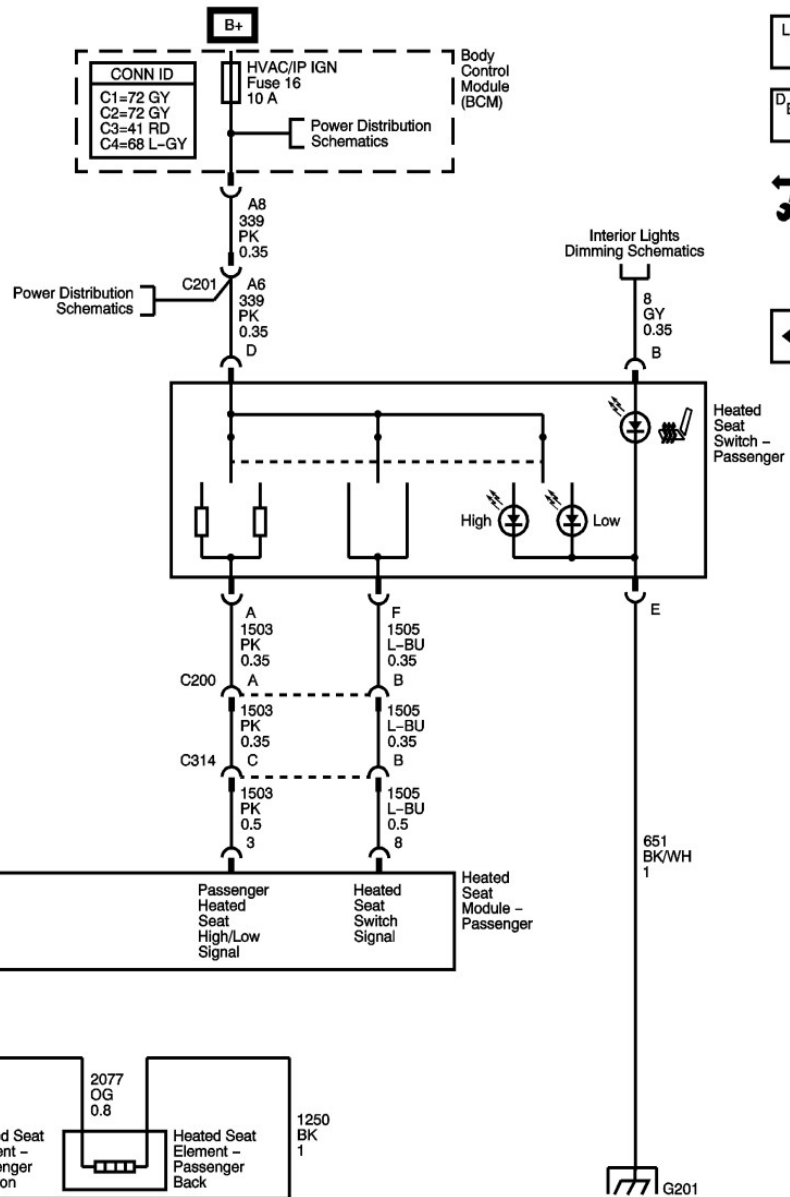 B+
CONN ID
C1=72 GY
C2=72 GY
C3=41 RD
C4=68 L-GY
HVAC/IP IGN
Fuse 16
10 A
Power Distribution
Schematics
Body
Control
Module
(BCM)
L
D
E
A8
339
PK
0.35
C201
A6
339
PK
0.35
D
Power Distribution
Schematics
Interior Lights
Dimming Schematics
8
GY
0.35
B
Heated
Seat
Switch –
Passenger
High
Low
A
1503
PK
0.35
F
1505
L-BU
0.35
E
C200
A
B
1503
PK
0.35
1505
L-BU
0.35
C314
C
B
1503
PK
0.5
3
1505
L-BU
0.5
8
651
BK/WH
1
Passenger
Heated
Seat
High/Low
Signal
Heated
Seat
Switch
Signal
Heated
Seat
Module –
Passenger
2077
OG
0.8
1250
BK
1
d Seat
ent –
enger
on
Heated Seat
Element –
Passenger
Back
G201